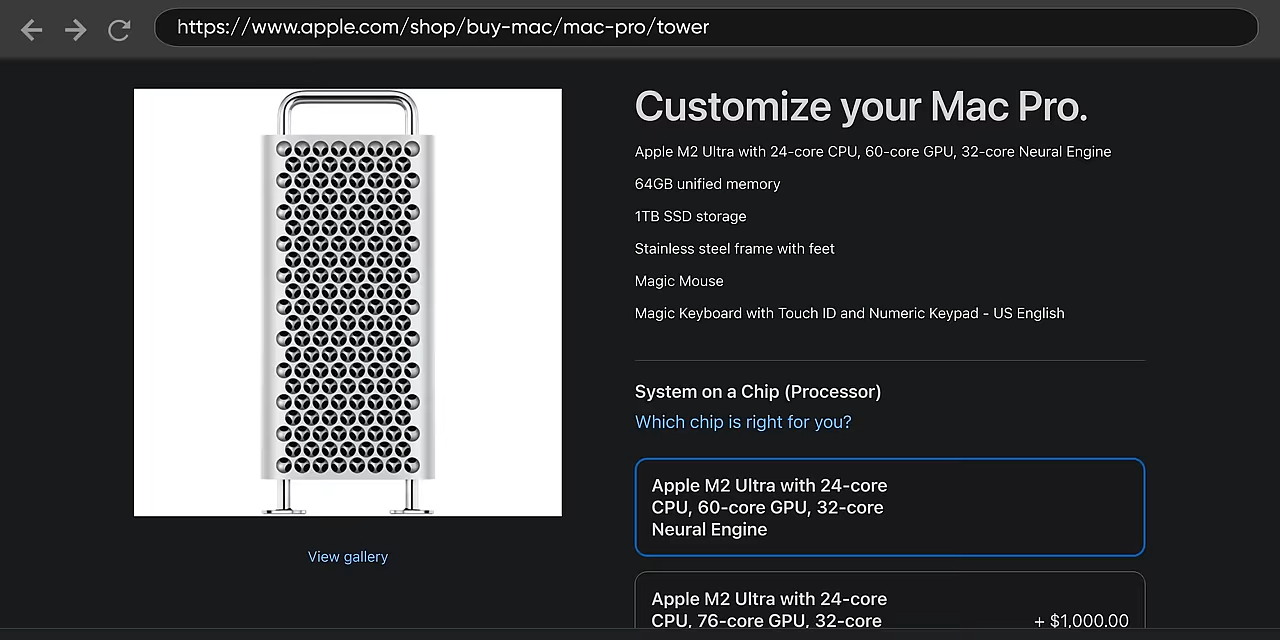 https://www.apple.com/shop/buy-mac/mac-pro/tower
Customize your Mac Pro.
Apple M2 Ultra with 24-core CPU, 60-core GPU, 32-core Neural Engine
64GB unified memory
1TB SSD storage
Stainless steel frame with feet
Magic Mouse
Magic Keyboard with Touch ID and Numeric Keypad - US English
System on a Chip (Processor)
Which chip is right for you?
Apple M2 Ultra with 24-core
CPU, 60-core GPU, 32-core
Neural Engine
View gallery
Apple M2 Ultra with 24-core
CPU, 76-core GPU, 32-core
+ $1,000.00